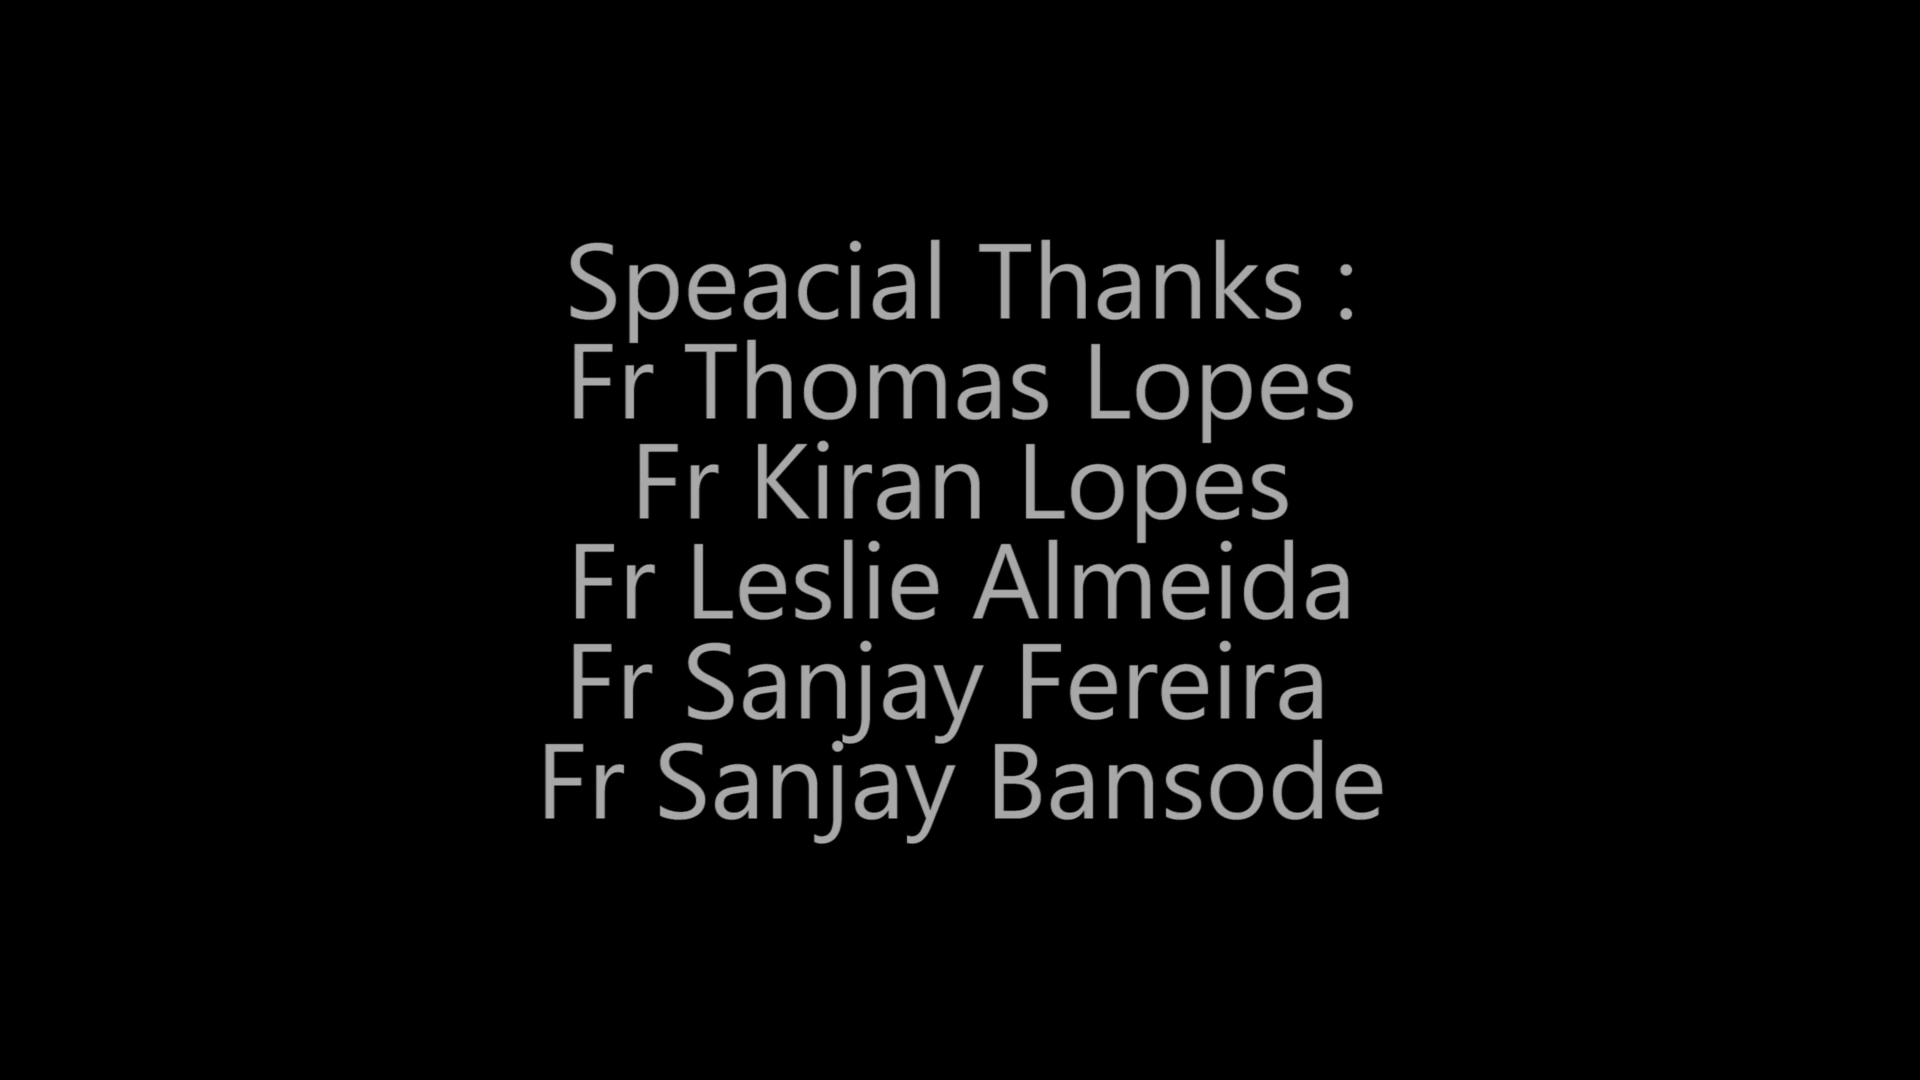 Speacial Thanks :
Fr Thomas Lopes
Fr Kiran Lopes
Fr Leslie Almeida
Fr Sanjay Fereira
Fr Sanjay Bansode